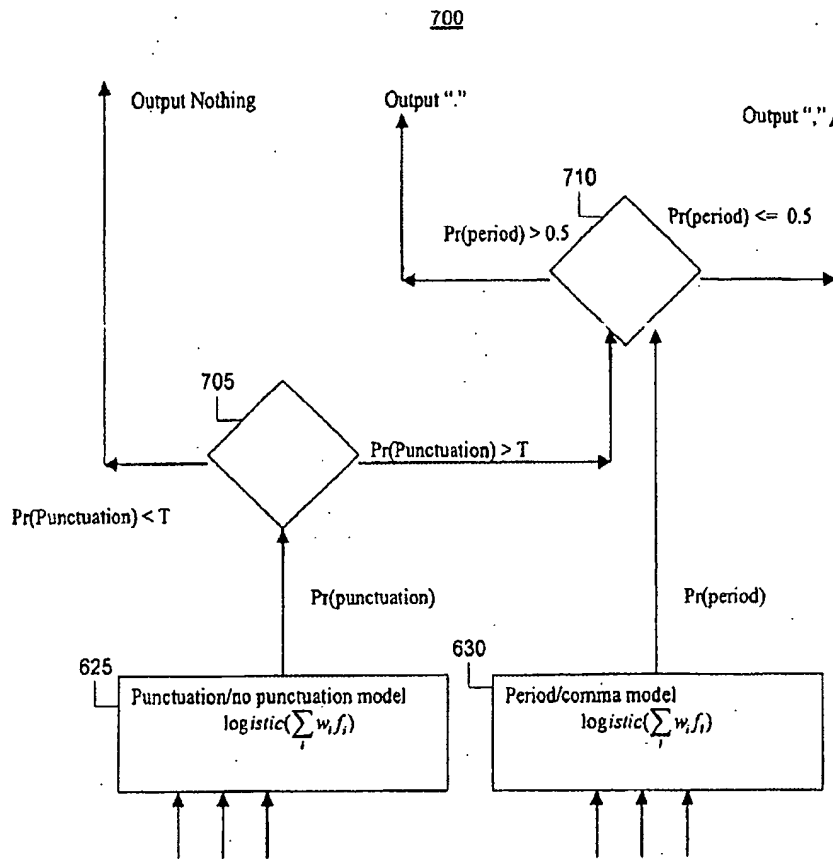 700
Output Nothing
Output "."
Output ","
710
Pr(period) > 0.5
Pr(period) <= 0.5
705
Pr(Punctuation) > T
Pr(Punctuation) < T
Pr(punctuation)
Pr(period)
625
Punctuation/no punctuation model
logistic(∑ᵢ wᵢfᵢ)
630
Period/comma model
logistic(∑ᵢ wᵢfᵢ)